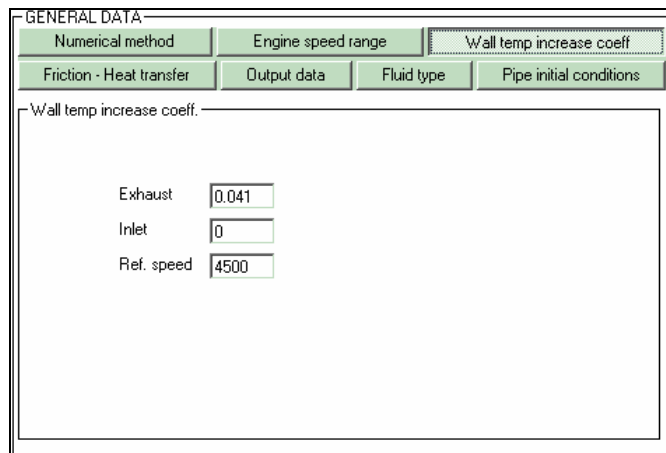 GENERAL DATA
Numerical method
Engine speed range
Wall temp increase coeff
Friction - Heat transfer
Output data
Fluid type
Pipe initial conditions
Wall temp increase coeff.
Exhaust 0.041
Inlet 0
Ref. speed 4500